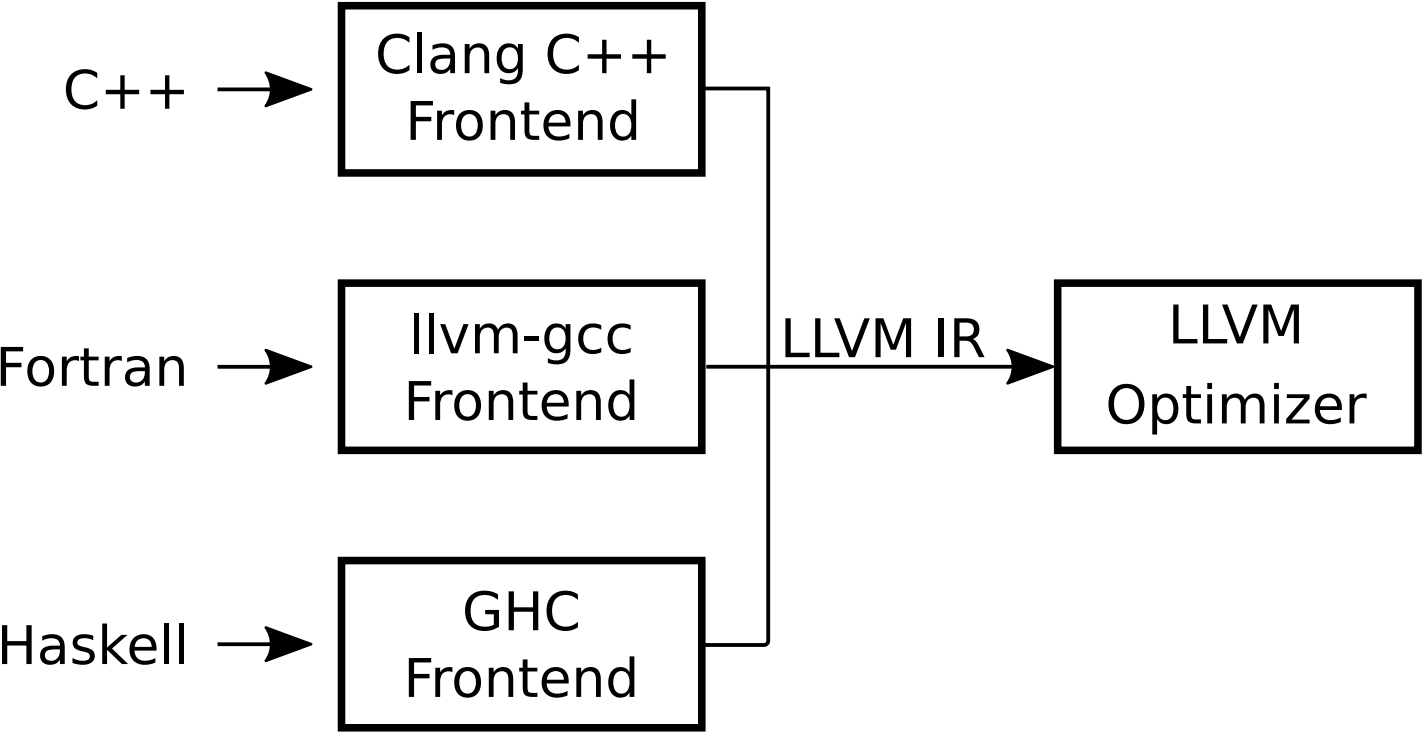 C++
Clang C++
Frontend
Fortran
llvm-gcc
Frontend
LLVM IR
LLVM
Optimizer
Haskell
GHC
Frontend